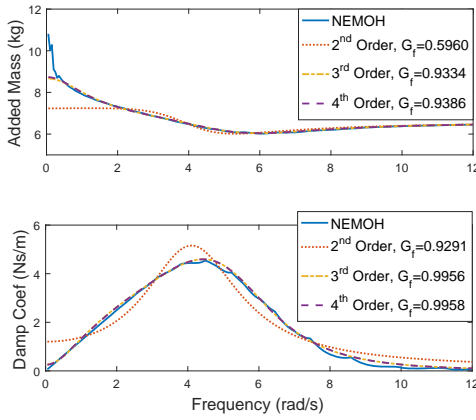 Added Mass (kg)
12
10
8
6
0
2
4
6
8
10
12
NEMOH
2nd Order, Gf=0.5960
3rd Order, Gf=0.9334
4th Order, Gf=0.9386
Damp Coef (Ns/m)
6
4
2
0
0
2
4
6
8
10
12
NEMOH
2nd Order, Gf=0.9291
3rd Order, Gf=0.9956
4th Order, Gf=0.9958
Frequency (rad/s)